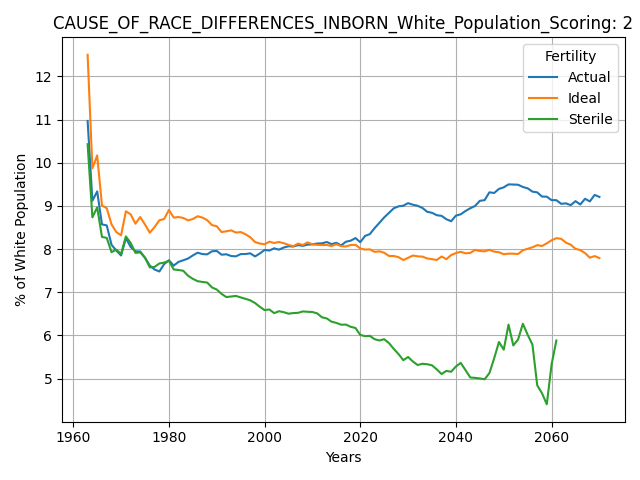 CAUSE_OF_RACE_DIFFERENCES_INBORN_White_Population_Scoring: 2
Fertility
Actual
Ideal
Sterile
% of White Population
12
11
10
9
8
7
6
5
1960
1980
2000
2020
2040
2060
Years